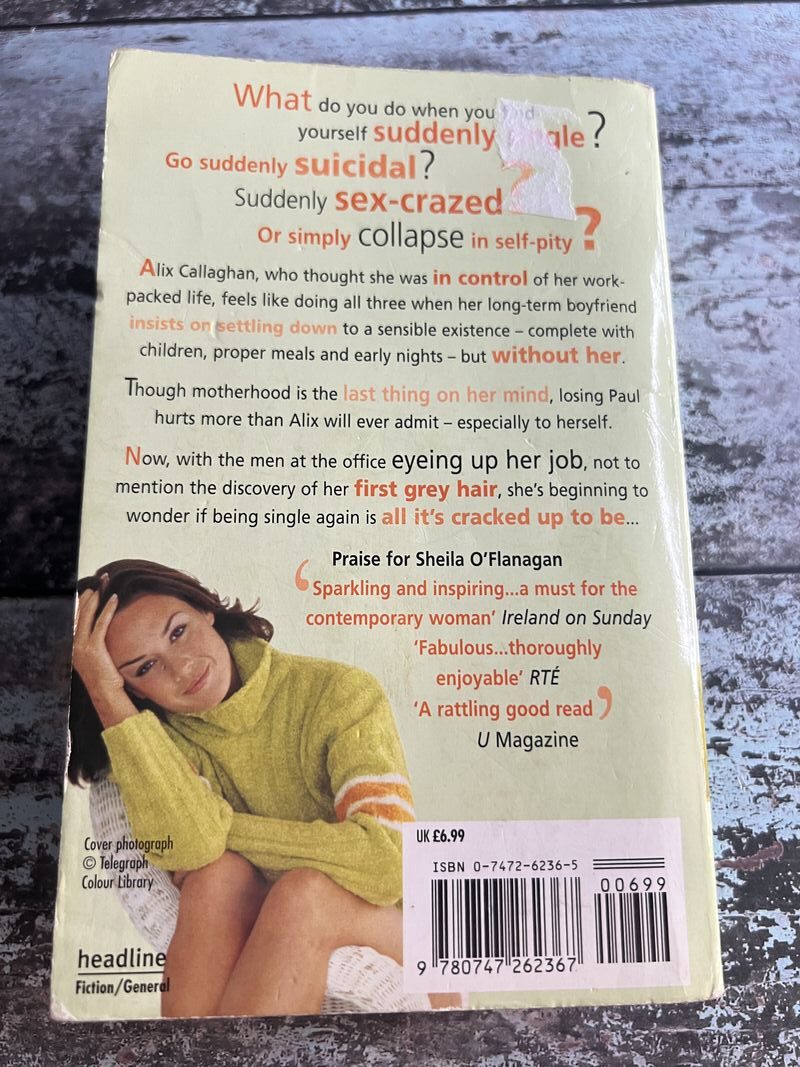 What do you do when you
yourself suddenly gle?
Go suddenly suicidal?
Suddenly sex-crazed?
Or simply collapse in self-pity?
Alix Callaghan, who thought she was in control of her work-
packed life, feels like doing all three when her long-term boyfriend
insists on settling down to a sensible existence – complete with
children, proper meals and early nights – but without her.
Though motherhood is the last thing on her mind, losing Paul
hurts more than Alix will ever admit – especially to herself.
Now, with the men at the office eyeing up her job, not to
mention the discovery of her first grey hair, she's beginning to
wonder if being single again is all it's cracked up to be...
Praise for Sheila O'Flanagan
'Sparkling and inspiring...a must for the
contemporary woman' Ireland on Sunday
'Fabulous...thoroughly
enjoyable' RTÉ
'A rattling good read'
U Magazine
Cover photograph
© Telegraph
Colour Library
headline
Fiction/General
UK £6.99
ISBN 0-7472-6236-5
00699
9 780747 262367